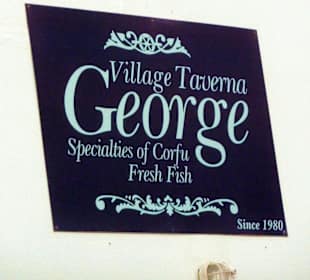 Village Taverna
George
Specialties of Corfu
Fresh Fish
Since 1980